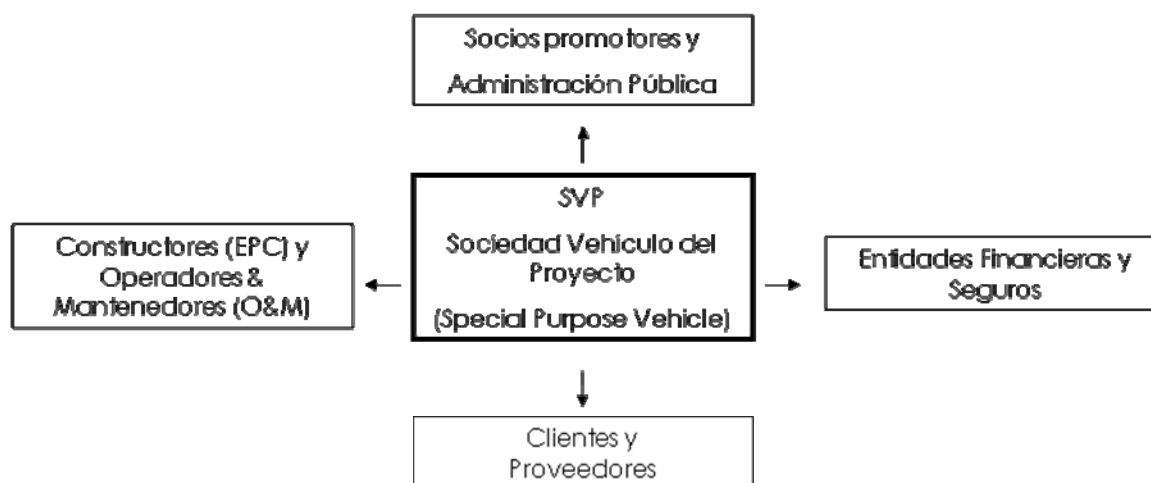 Socios promotores y
Administración Pública
SVP
Sociedad Vehículo del
Proyecto
(Special Purpose Vehicle)
Constructores (EPC) y
Operadores &
Mantenedores (O&M)
Entidades Financieras y
Seguros
Clientes y
Proveedores